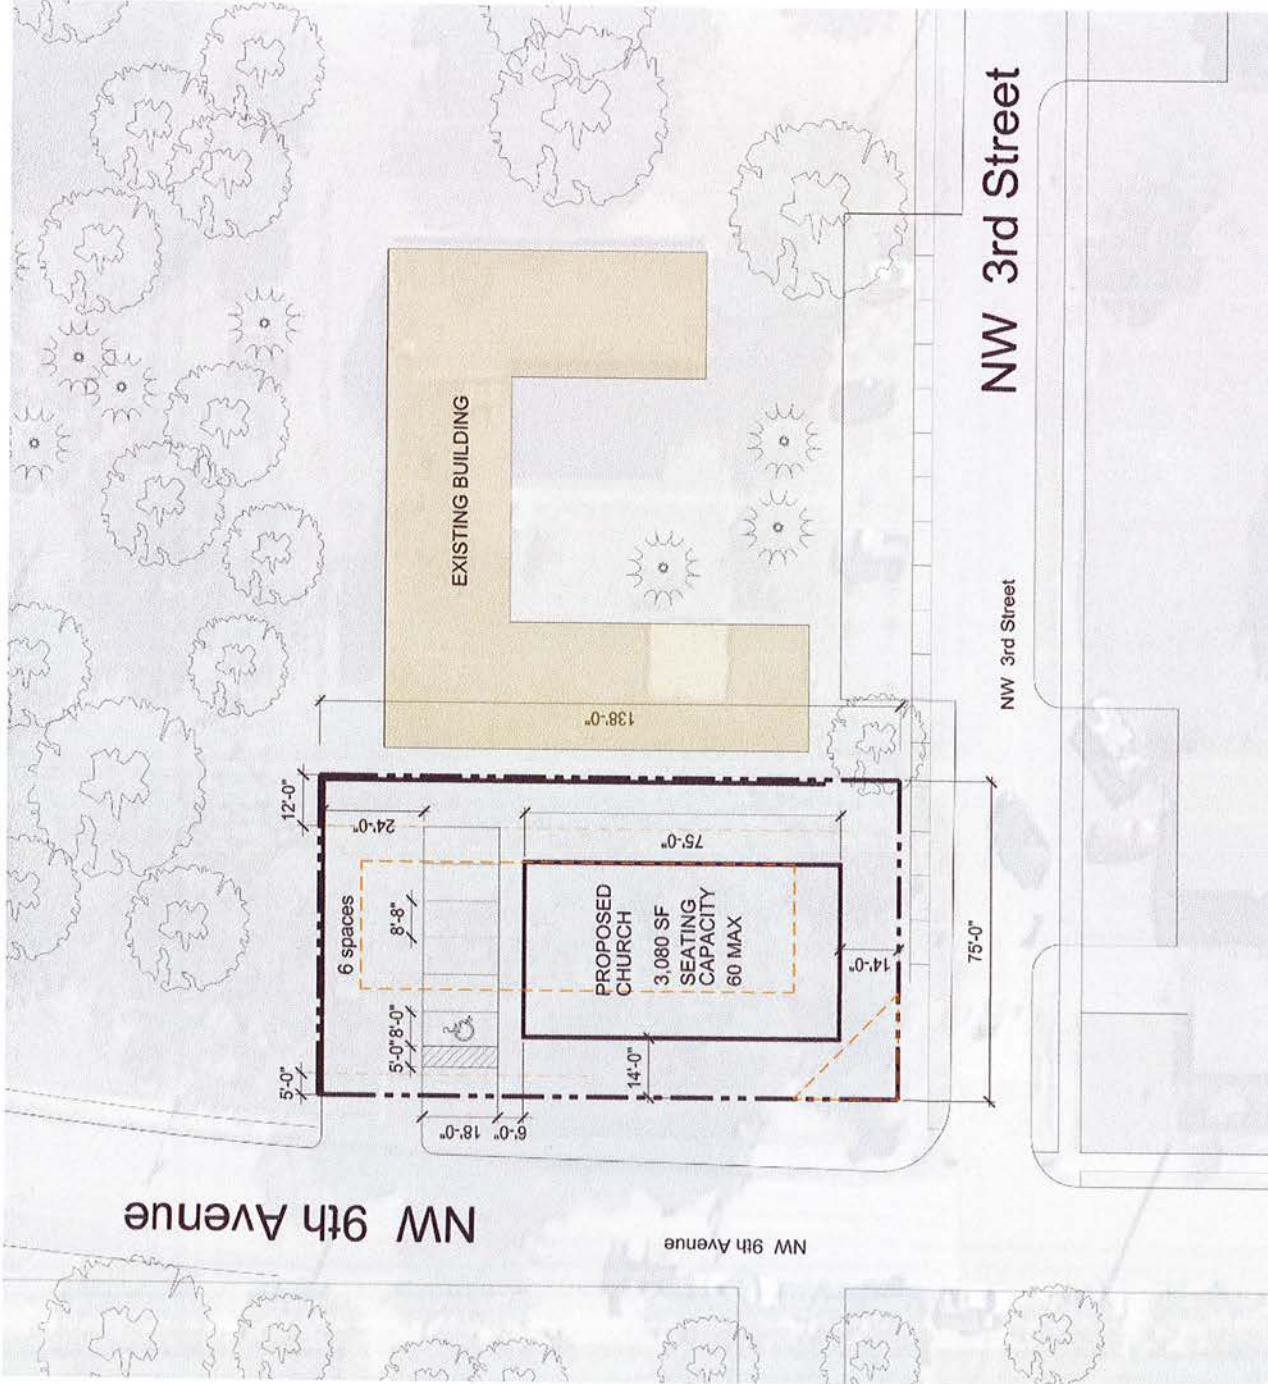 NW 3rd Street
EXISTING BUILDING
NW 3rd Street
138'-0"
12'-0"
24'-0"
75'-0"
6 spaces
8'-8"
PROPOSED
CHURCH
3,080 SF
SEATING
CAPACITY
60 MAX
14'-0"
75'-0"
8'-0"
5'-0"
5'-0"
14'-0"
18'-0"
6'-0"
NW 9th Avenue
NW 9th Avenue